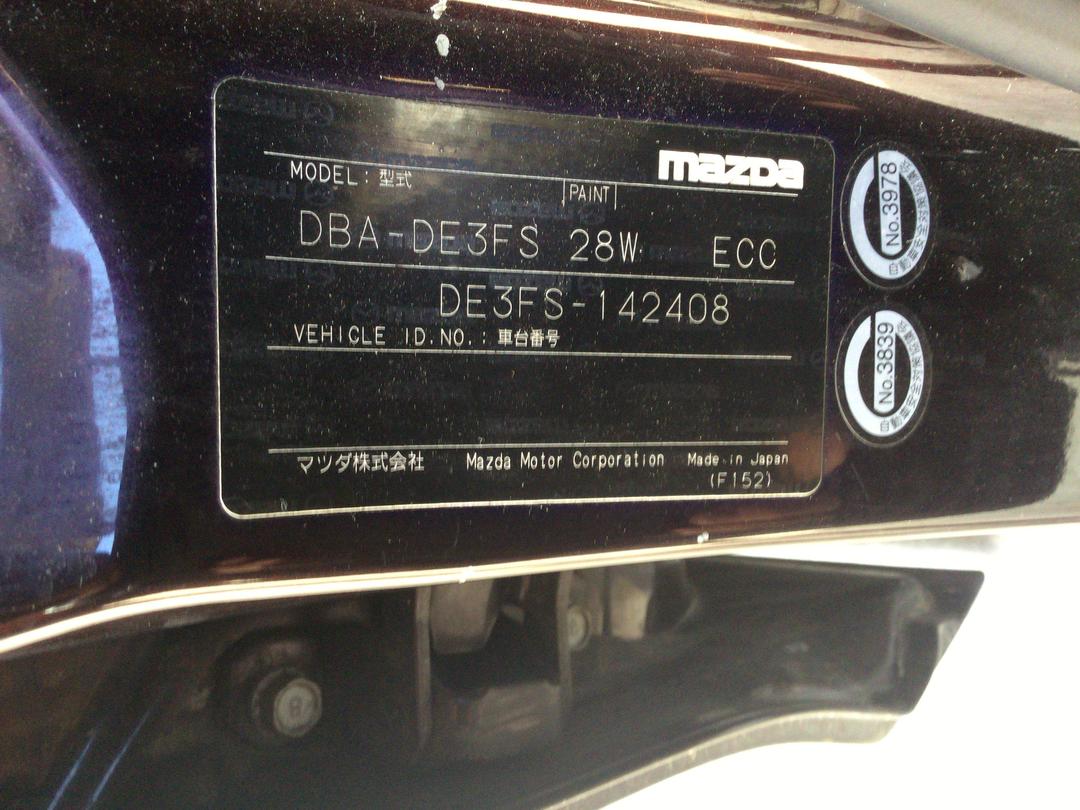 mazda
MODEL: 型式
PAINT
DBA-DE3FS 28W ECC
DE3FS-142408
VEHICLE I.D.NO.: 車台番号
マツダ株式会社 Mazda Motor Corporation Made in Japan
(F152)
No.3978
No.3839